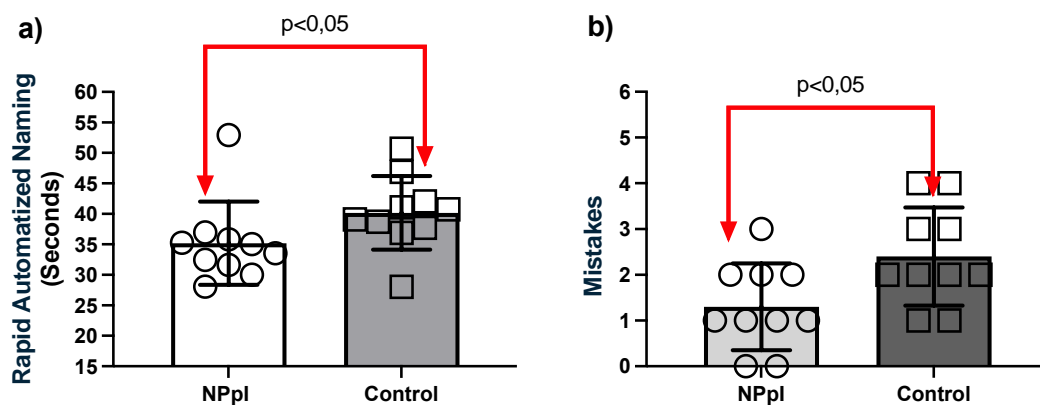 a)
p<0,05
Rapid Automatized Naming
(Seconds)
60
55
50
45
40
35
30
25
20
15
NPpl
Control
b)
p<0,05
Mistakes
6
5
4
3
2
1
0
NPpl
Control